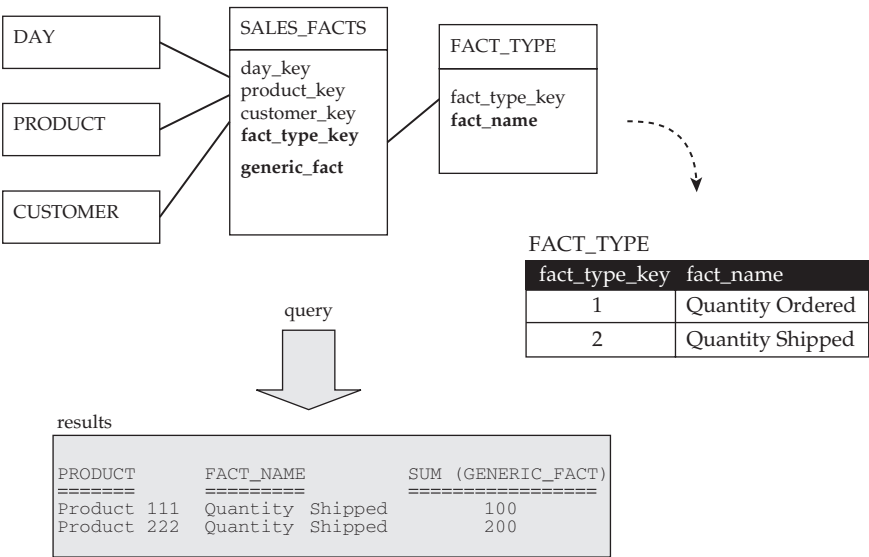 DAY
PRODUCT
CUSTOMER
SALES_FACTS
day_key
product_key
customer_key
fact_type_key
generic_fact
FACT_TYPE
fact_type_key
fact_name
FACT_TYPE
fact_type_key fact_name
1 Quantity Ordered
2 Quantity Shipped
query
results
PRODUCT FACT_NAME SUM (GENERIC_FACT)
======= ========= =================
Product 111 Quantity Shipped 100
Product 222 Quantity Shipped 200